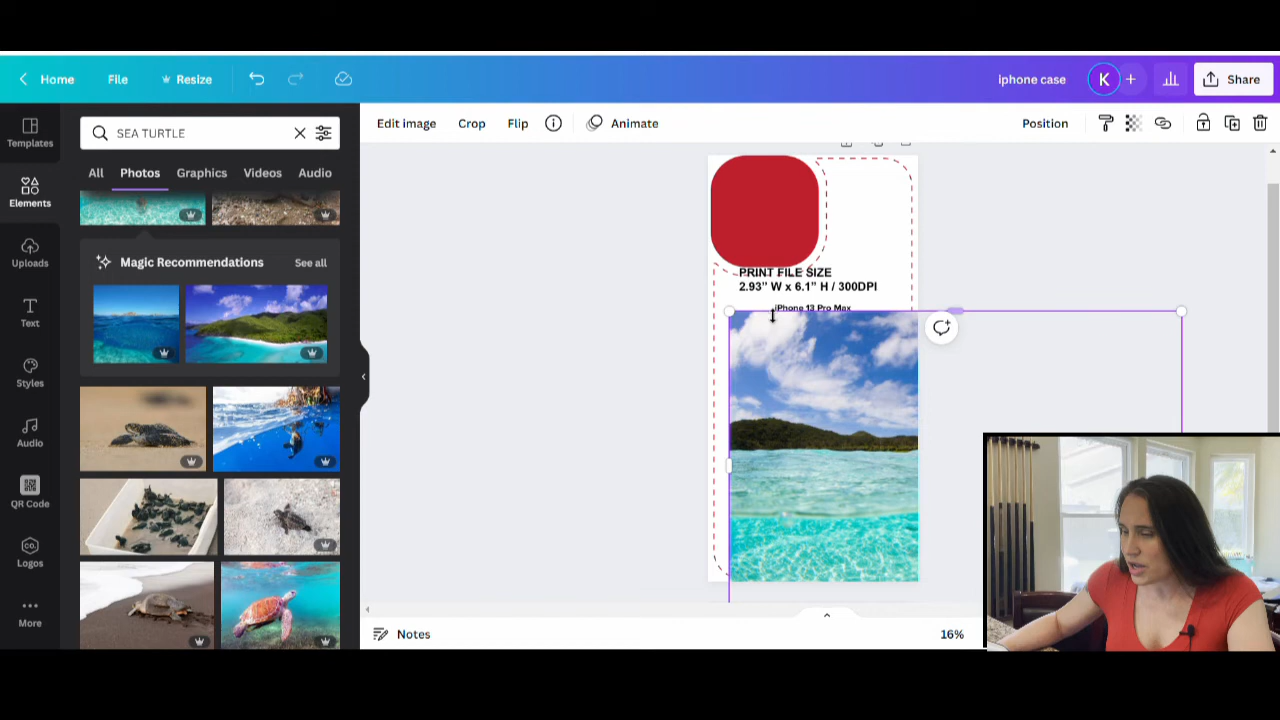 Home File Resize iphone case K + Share
Templates
SEA TURTLE
Edit image Crop Flip Animate Position
All Photos Graphics Videos Audio
Elements
Uploads
Magic Recommendations See all
PRINT FILE SIZE
2.93" W x 6.1" H / 300DPI
iPhone 13 Pro Max
Text
Styles
Audio
QR Code
co.
Logos
More
Notes 16%